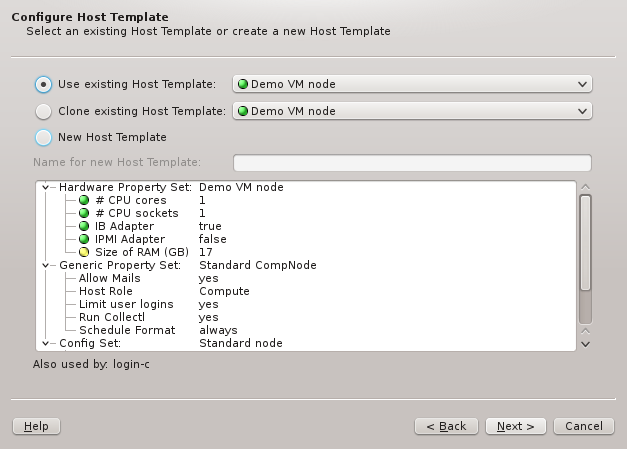 Configure Host Template
Select an existing Host Template or create a new Host Template
Use existing Host Template: Demo VM node
Clone existing Host Template: Demo VM node
New Host Template
Name for new Host Template:
Hardware Property Set: Demo VM node
# CPU cores 1
# CPU sockets 1
IB Adapter true
IPMI Adapter false
Size of RAM (GB) 17
Generic Property Set: Standard CompNode
Allow Mails yes
Host Role Compute
Limit user logins yes
Run Collectl yes
Schedule Format always
Config Set: Standard node
Also used by: login-c
Help < Back Next > Cancel